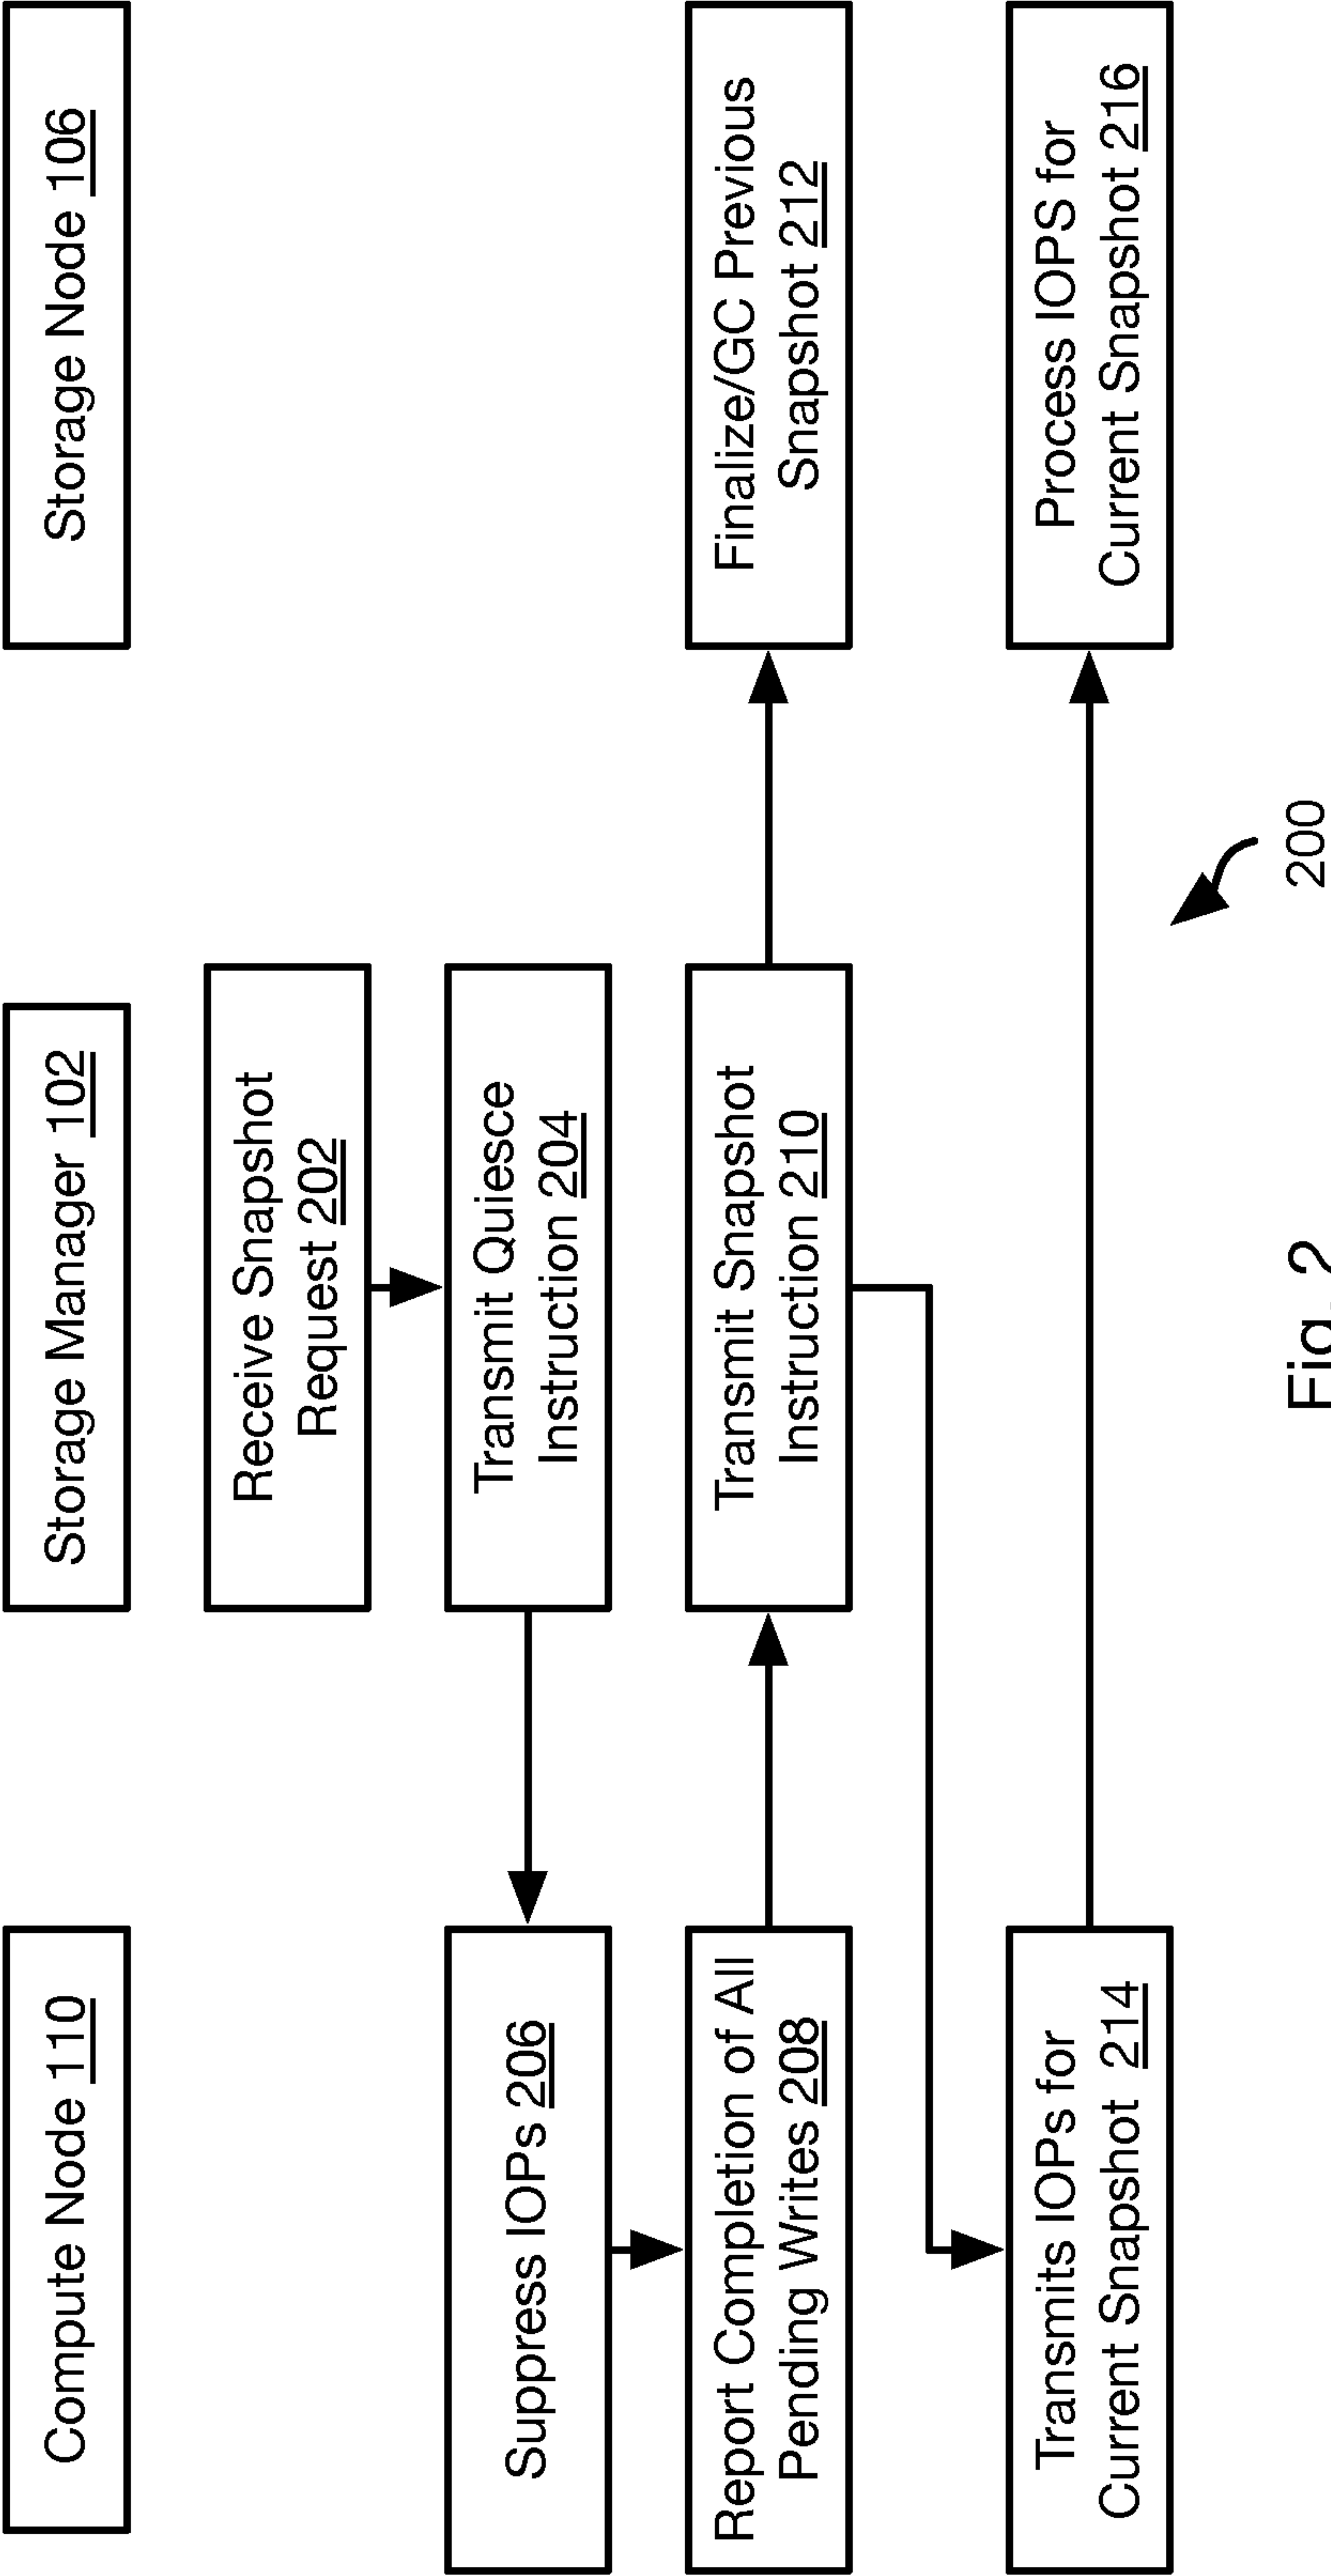 Compute Node 110
Storage Manager 102
Storage Node 106
Receive Snapshot
Request 202
Suppress IOPs 206
Transmit Quiesce
Instruction 204
Report Completion of All
Pending Writes 208
Transmit Snapshot
Instruction 210
Finalize/GC Previous
Snapshot 212
Transmits IOPs for
Current Snapshot 214
Process IOPS for
Current Snapshot 216
200
Fig. 2